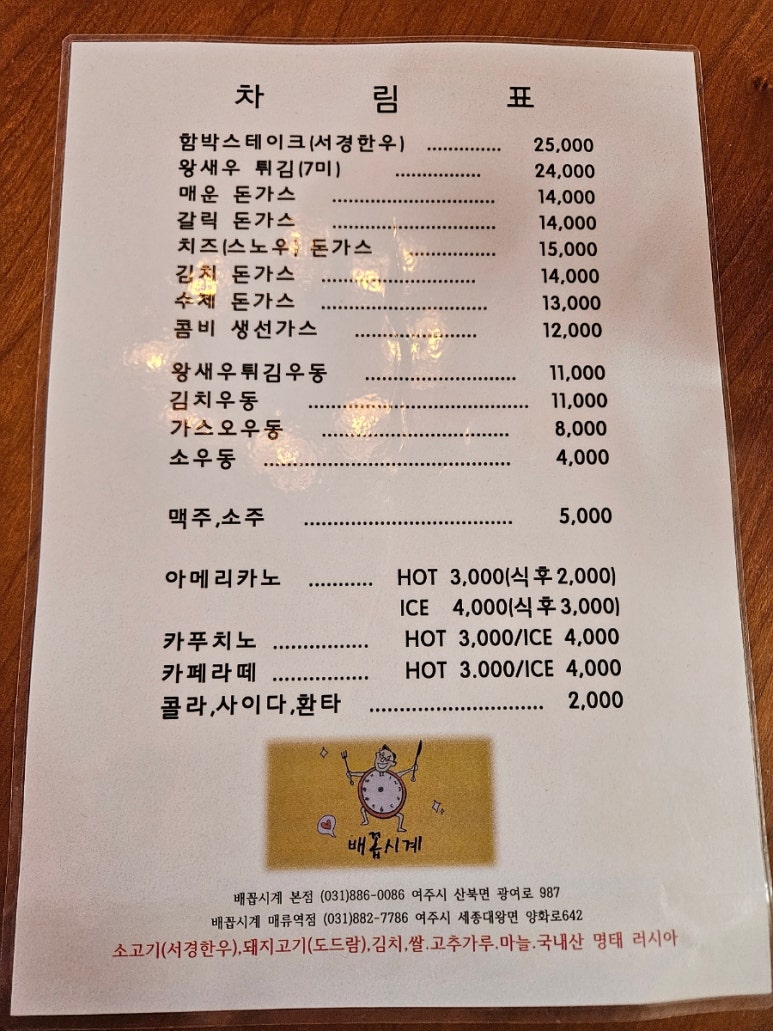 차 림 표
함박스테이크(서경한우) .............. 25,000
왕새우 튀김(7미) ................ 24,000
매운 돈가스 .............................. 14,000
갈릭 돈가스 .............................. 14,000
치즈(스노우) 돈가스 ................ 15,000
김치 돈가스 ............................. 14,000
수제 돈가스 ............................... 13,000
콤비 생선가스 ....................... 12,000
왕새우튀김우동 ............................ 11,000
김치우동 ......................................... 11,000
가스오우동 ................................... 8,000
소우동 .............................................. 4,000
맥주,소주 ....................................... 5,000
아메리카노 ............ HOT 3,000(식후2,000)
ICE 4,000(식후3,000)
카푸치노 .................. HOT 3,000/ICE 4,000
카페라떼 .................. HOT 3.000/ICE 4,000
콜라,사이다,환타 ................................ 2,000
배꼽시계
배꼽시계 본점 (031)886-0086 여주시 산북면 광여로 987
배꼽시계 매류역점 (031)882-7786 여주시 세종대왕면 양화로642
소고기(서경한우),돼지고기(도드람),김치,쌀.고추가루.마늘.국내산 명태 러시아